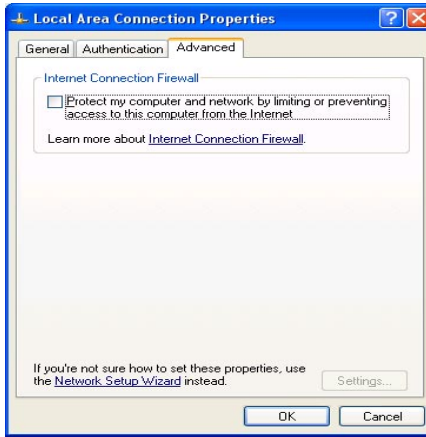 Local Area Connection Properties
General Authentication Advanced
Internet Connection Firewall
Protect my computer and network by limiting or preventing
access to this computer from the Internet
Learn more about Internet Connection Firewall.
If you're not sure how to set these properties, use
the Network Setup Wizard instead.
Settings...
OK Cancel